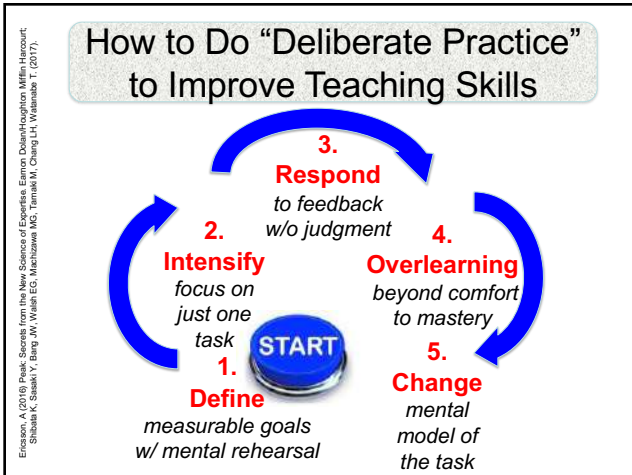 How to Do “Deliberate Practice”
to Improve Teaching Skills
1.
Define
measurable goals
w/ mental rehearsal
2.
Intensify
focus on
just one
task
3.
Respond
to feedback
w/o judgment
4.
Overlearning
beyond comfort
to mastery
5.
Change
mental
model of
the task
START
Ericsson, A (2016) Peak: Secrets from the New Science of Expertise. Eamon Dolan/Houghton Mifflin Harcourt;
Shibata K, Sasaki Y, Bang JW, Walsh EG, Machizawa MG, Tamaki M, Chang LH, Watanabe T. (2017).